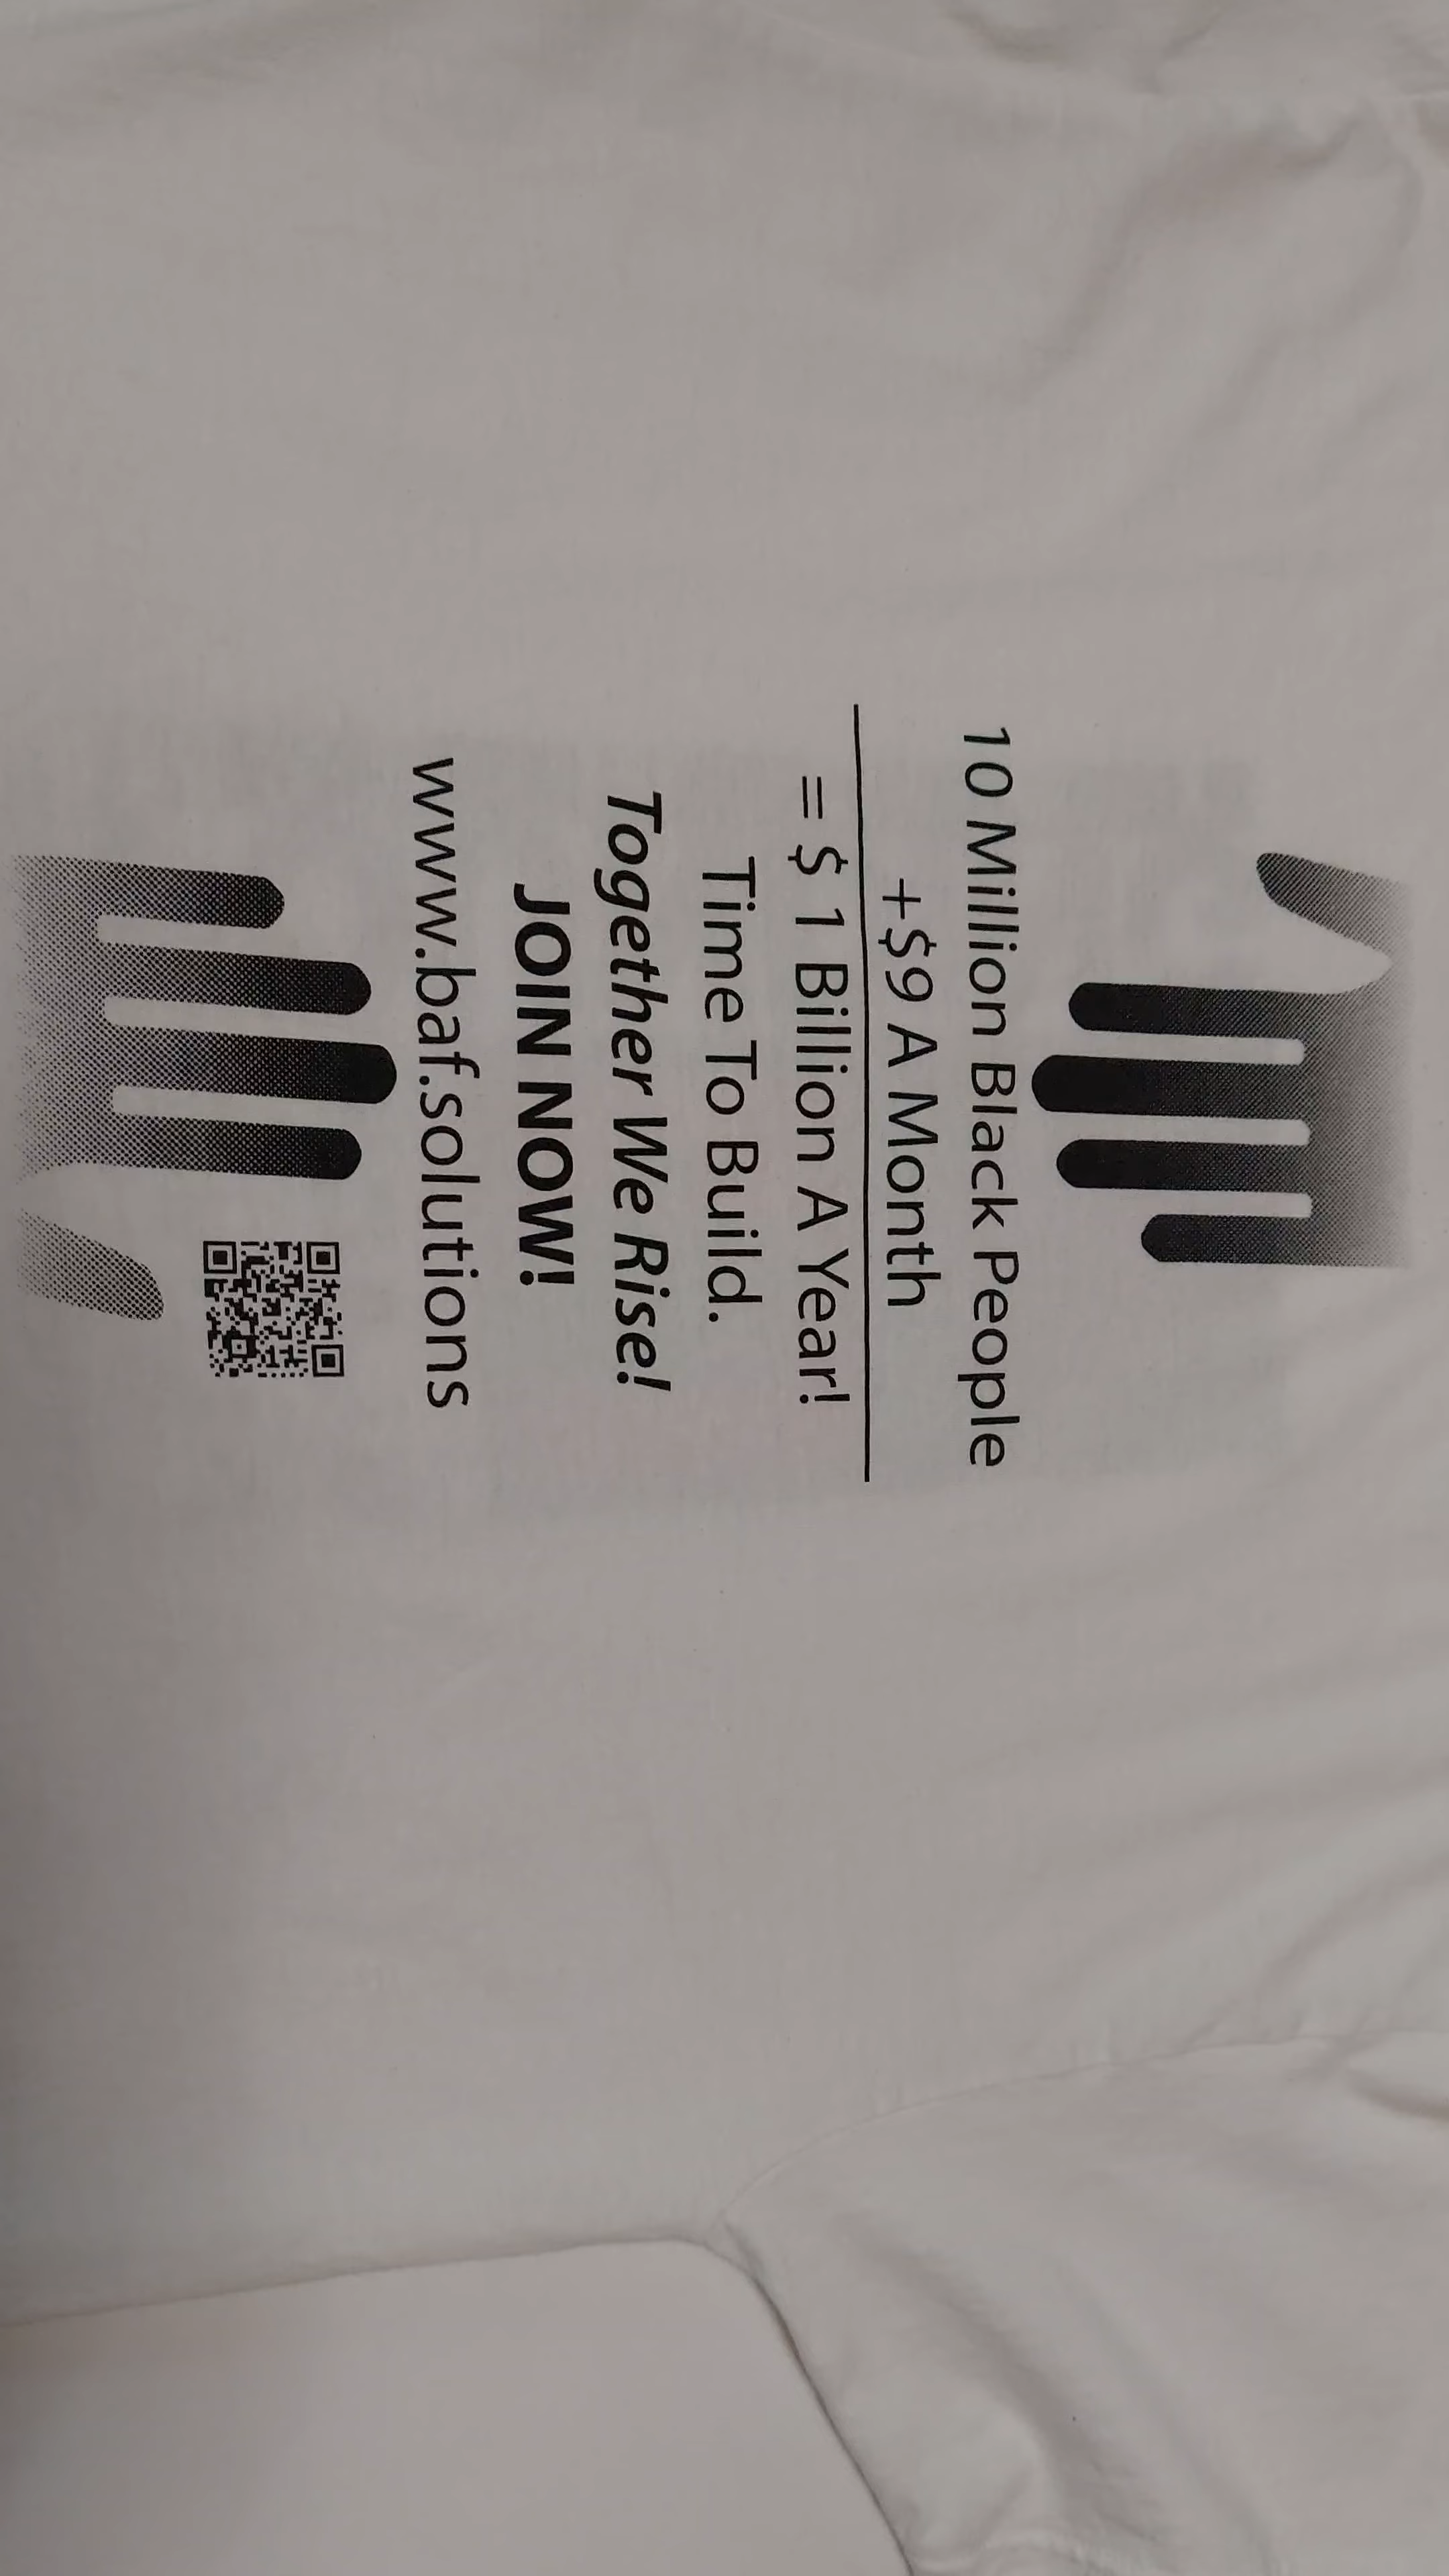 10 Million Black People
+$9 A Month
= $ 1 Billion A Year!
Time To Build.
Together We Rise!
JOIN NOW!
www.baf.solutions